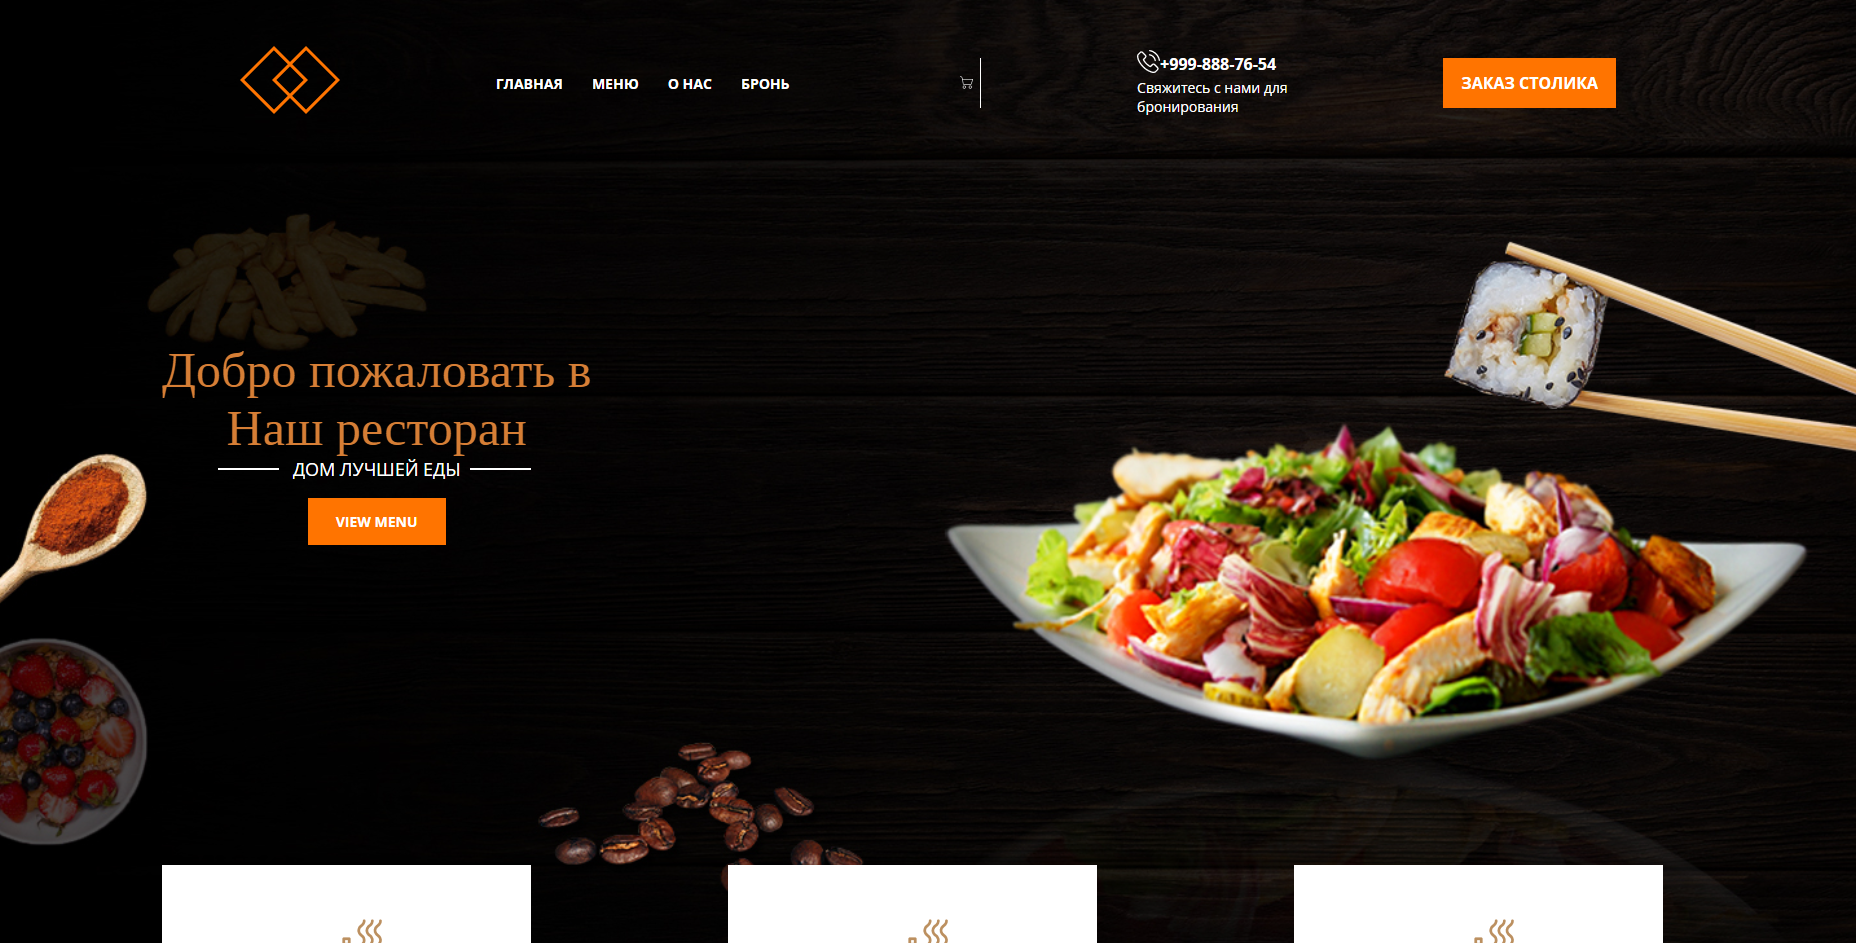 ГЛАВНАЯ МЕНЮ О НАС БРОНЬ
+999-888-76-54
Свяжитесь с нами для
бронирования
ЗАКАЗ СТОЛИКА
Добро пожаловать в
Наш ресторан
ДОМ ЛУЧШЕЙ ЕДЫ
VIEW MENU